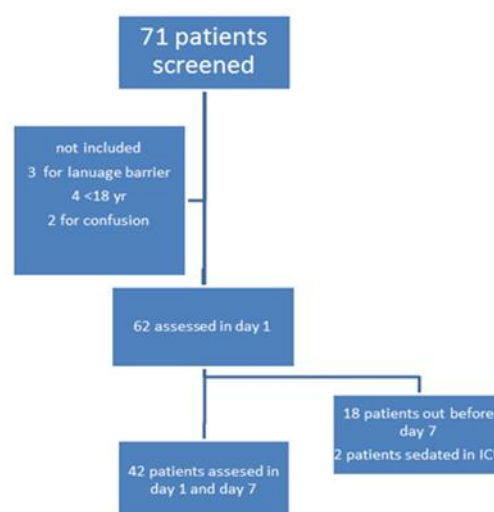 71 patients
screened
not included
3 for lanuage barrier
4 <18 yr
2 for confusion
62 assessed in day 1
18 patients out before
day 7
2 patients sedated in IC
42 patients assesed in
day 1 and day 7